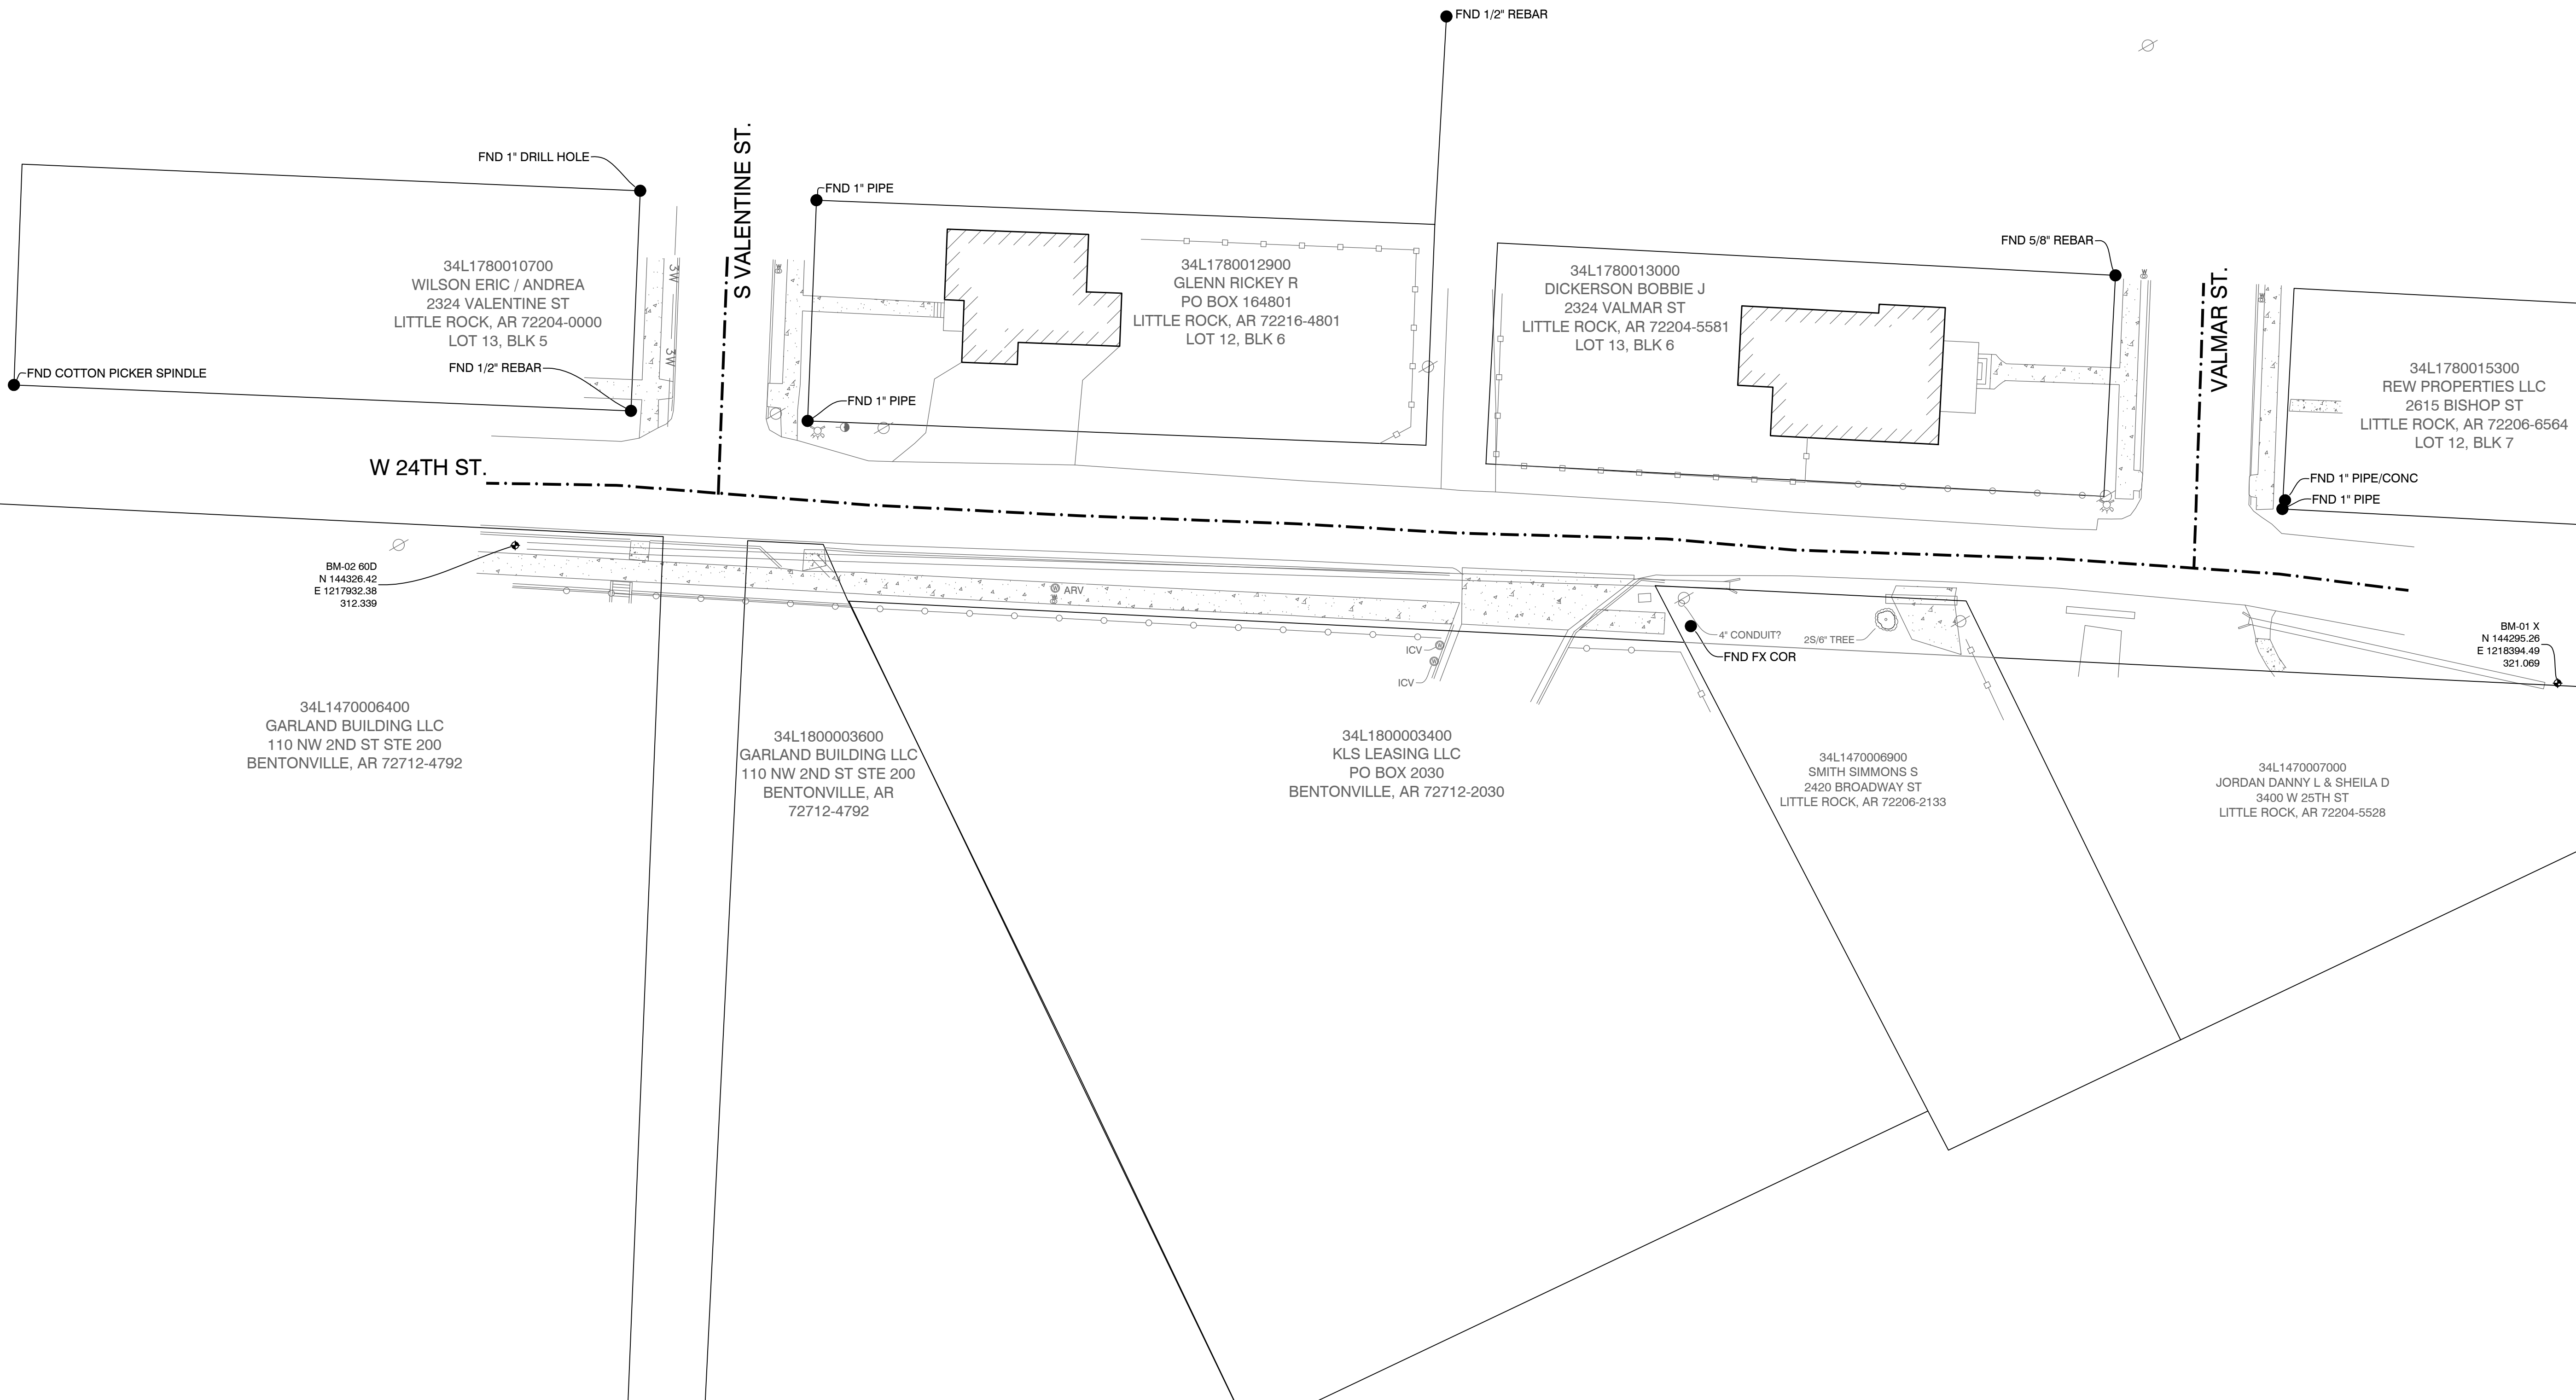 FND 1/2" REBAR
FND 1" DRILL HOLE
S VALENTINE ST.
FND 1" PIPE
34L1780010700
WILSON ERIC / ANDREA
2324 VALENTINE ST
LITTLE ROCK, AR 72204-0000
LOT 13, BLK 5
3W
3W
34L1780012900
GLENN RICKEY R
PO BOX 164801
LITTLE ROCK, AR 72216-4801
LOT 12, BLK 6
34L1780013000
DICKERSON BOBBIE J
2324 VALMAR ST
LITTLE ROCK, AR 72204-5581
LOT 13, BLK 6
FND 5/8" REBAR
VALMAR ST.
34L1780015300
REW PROPERTIES LLC
2615 BISHOP ST
LITTLE ROCK, AR 72206-6564
LOT 12, BLK 7
FND COTTON PICKER SPINDLE
FND 1/2" REBAR
FND 1" PIPE
W 24TH ST.
FND 1" PIPE/CONC
FND 1" PIPE
BM-02 60D
N 144326.42
E 1217932.38
312.339
W
ARV
4" CONDUIT?
2S/6" TREE
FND FX COR
ICV
W
W
ICV
BM-01 X
N 144295.26
E 1218394.49
321.069
34L1470006400
GARLAND BUILDING LLC
110 NW 2ND ST STE 200
BENTONVILLE, AR 72712-4792
34L1800003600
GARLAND BUILDING LLC
110 NW 2ND ST STE 200
BENTONVILLE, AR
72712-4792
34L1800003400
KLS LEASING LLC
PO BOX 2030
BENTONVILLE, AR 72712-2030
34L1470006900
SMITH SIMMONS S
2420 BROADWAY ST
LITTLE ROCK, AR 72206-2133
34L1470007000
JORDAN DANNY L & SHEILA D
3400 W 25TH ST
LITTLE ROCK, AR 72204-5528